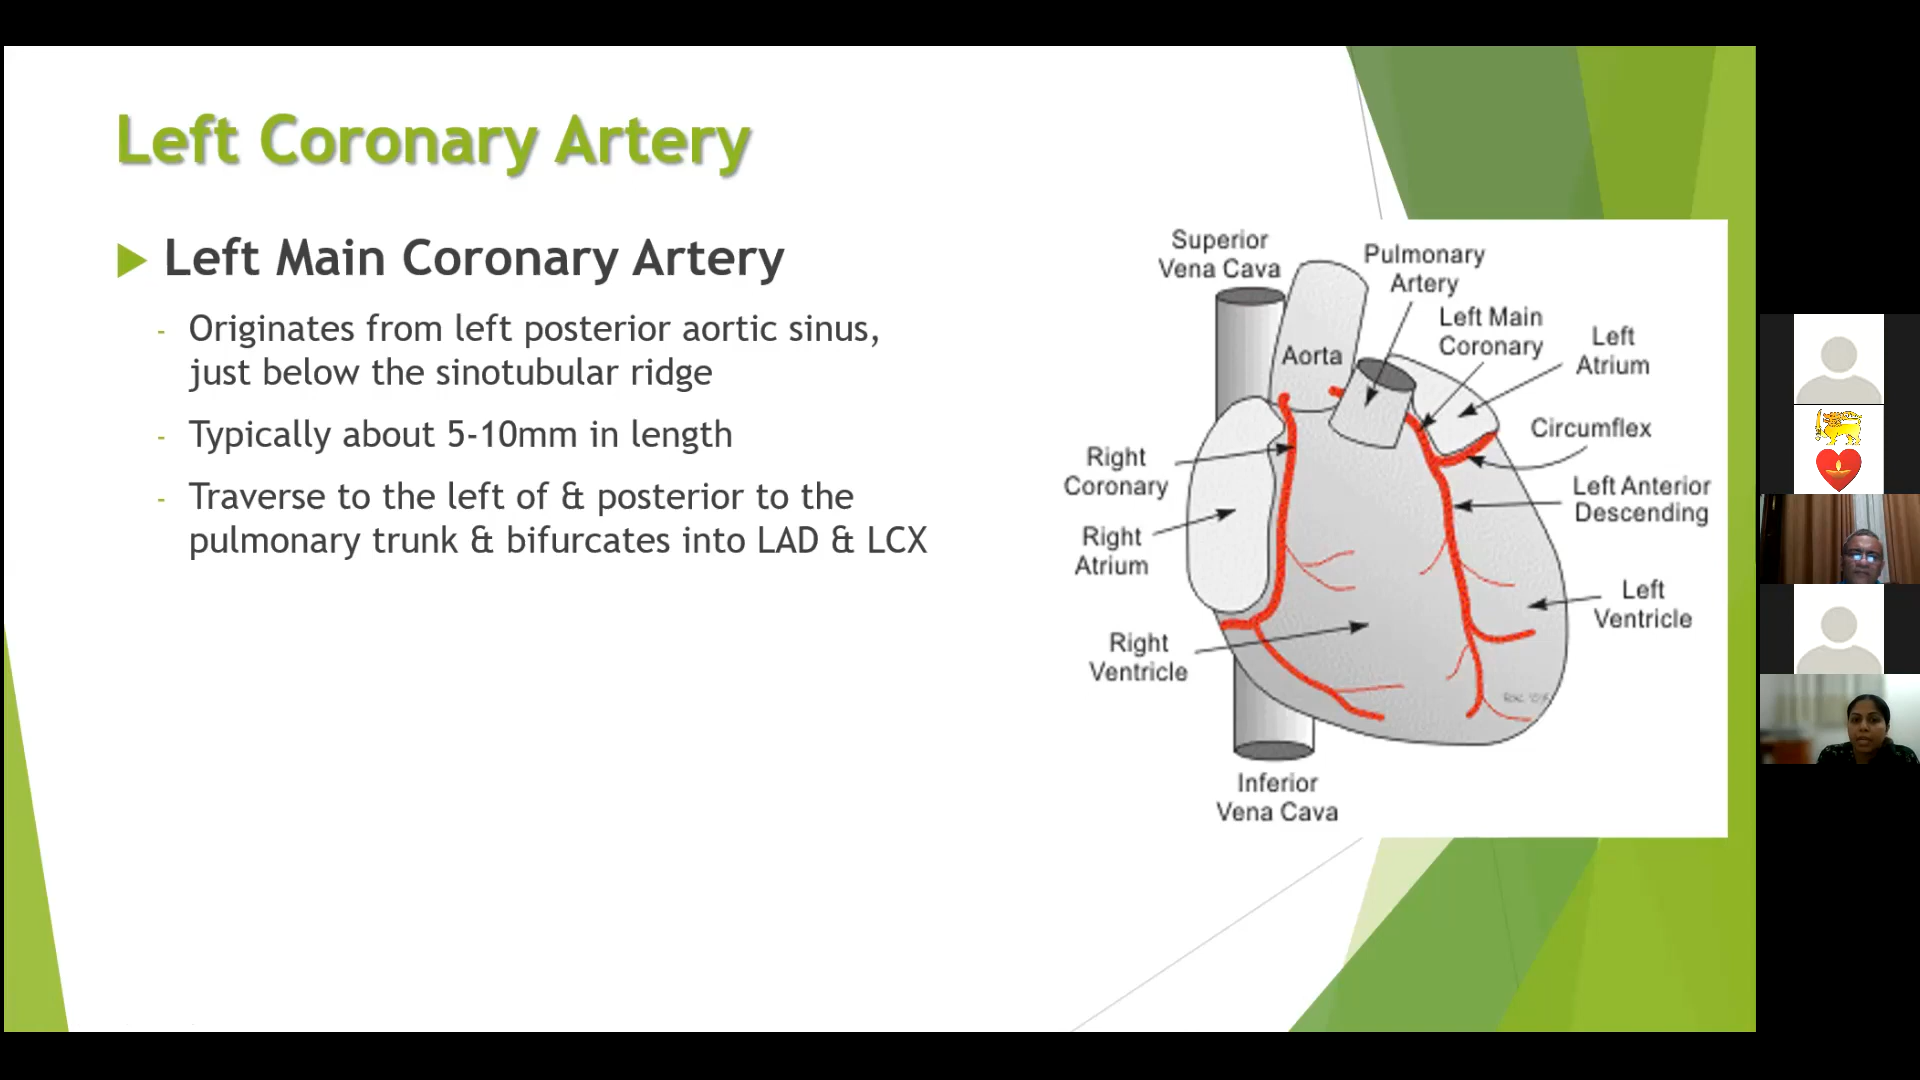 Left Coronary Artery
Left Main Coronary Artery
- Originates from left posterior aortic sinus,
just below the sinotubular ridge
- Typically about 5-10mm in length
- Traverse to the left of & posterior to the
pulmonary trunk & bifurcates into LAD & LCX
Superior
Vena Cava
Pulmonary
Artery
Left Main
Coronary
Left
Atrium
Aorta
Circumflex
Right
Coronary
Left Anterior
Descending
Right
Atrium
Left
Ventricle
Right
Ventricle
Inferior
Vena Cava